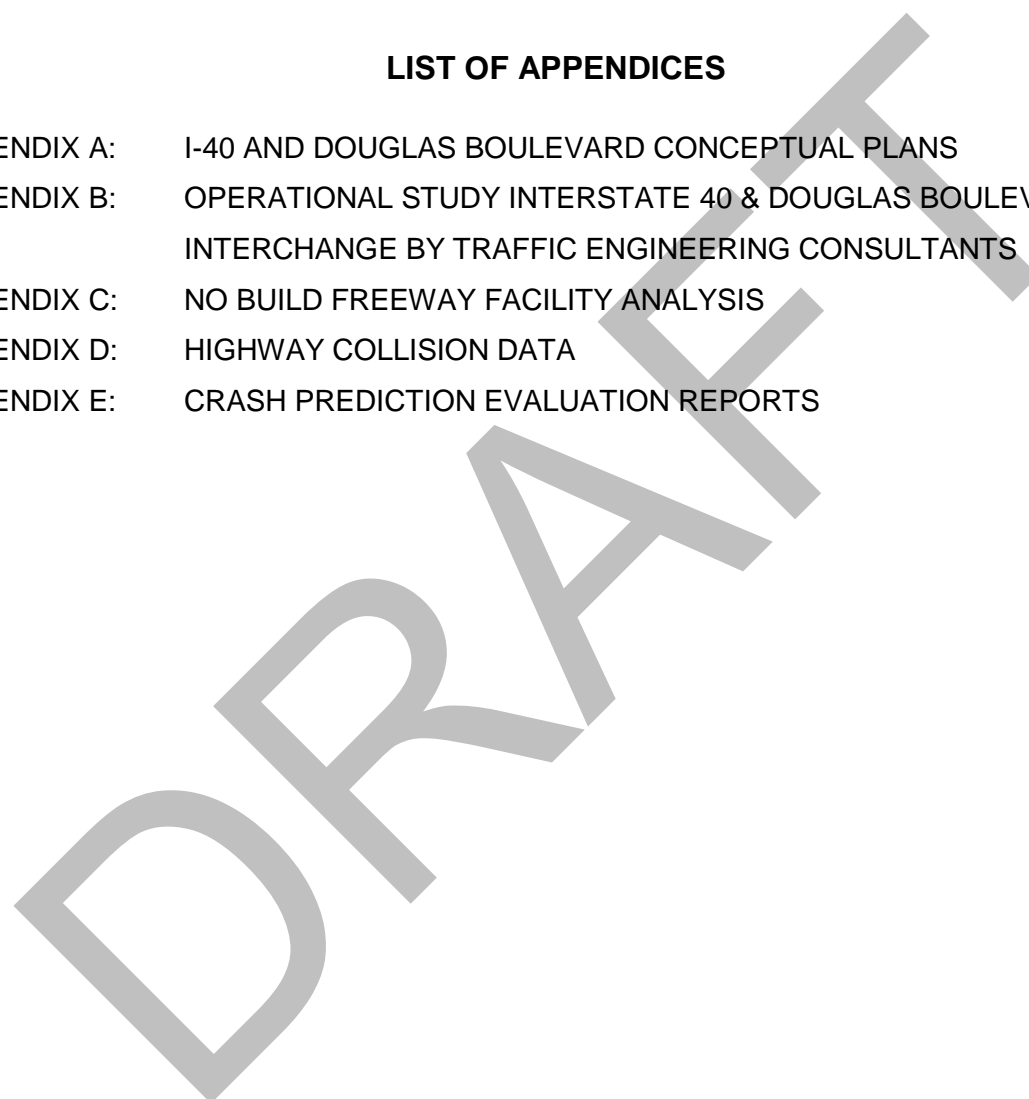 LIST OF APPENDICES
ENDIX A: I-40 AND DOUGLAS BOULEVARD CONCEPTUAL PLANS
ENDIX B: OPERATIONAL STUDY INTERSTATE 40 & DOUGLAS BOULEV
INTERCHANGE BY TRAFFIC ENGINEERING CONSULTANTS
ENDIX C: NO BUILD FREEWAY FACILITY ANALYSIS
ENDIX D: HIGHWAY COLLISION DATA
ENDIX E: CRASH PREDICTION EVALUATION REPORTS
DRAFT